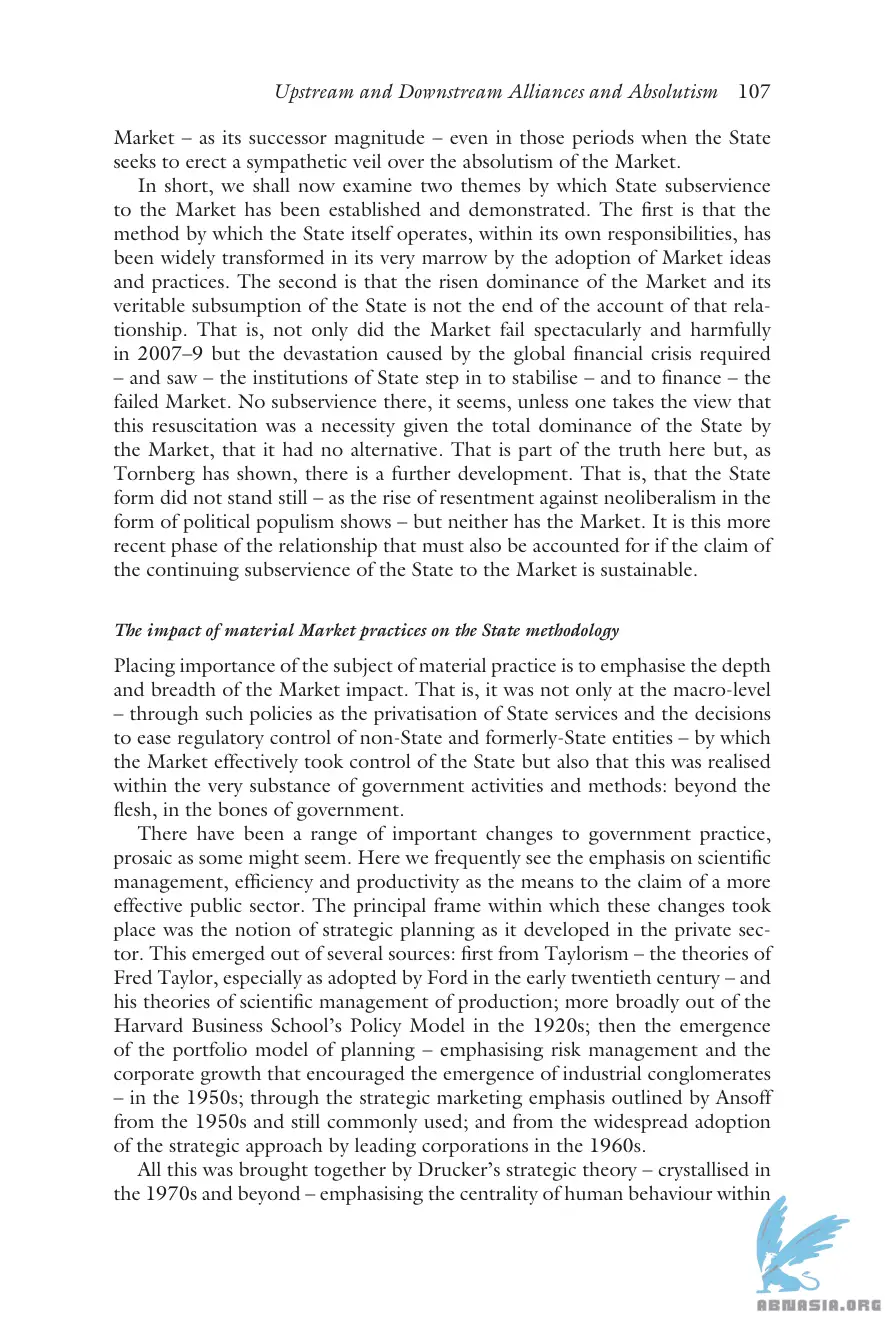 Upstream and Downstream Alliances and Absolutism 107
Market – as its successor magnitude – even in those periods when the State
seeks to erect a sympathetic veil over the absolutism of the Market.
In short, we shall now examine two themes by which State subservience
to the Market has been established and demonstrated. The first is that the
method by which the State itself operates, within its own responsibilities, has
been widely transformed in its very marrow by the adoption of Market ideas
and practices. The second is that the risen dominance of the Market and its
veritable subsumption of the State is not the end of the account of that rela-
tionship. That is, not only did the Market fail spectacularly and harmfully
in 2007–9 but the devastation caused by the global financial crisis required
– and saw – the institutions of State step in to stabilise – and to finance – the
failed Market. No subservience there, it seems, unless one takes the view that
this resuscitation was a necessity given the total dominance of the State by
the Market, that it had no alternative. That is part of the truth here but, as
Tornberg has shown, there is a further development. That is, that the State
form did not stand still – as the rise of resentment against neoliberalism in the
form of political populism shows – but neither has the Market. It is this more
recent phase of the relationship that must also be accounted for if the claim of
the continuing subservience of the State to the Market is sustainable.
The impact of material Market practices on the State methodology
Placing importance of the subject of material practice is to emphasise the depth
and breadth of the Market impact. That is, it was not only at the macro-level
– through such policies as the privatisation of State services and the decisions
to ease regulatory control of non-State and formerly-State entities – by which
the Market effectively took control of the State but also that this was realised
within the very substance of government activities and methods: beyond the
flesh, in the bones of government.
There have been a range of important changes to government practice,
prosaic as some might seem. Here we frequently see the emphasis on scientific
management, efficiency and productivity as the means to the claim of a more
effective public sector. The principal frame within which these changes took
place was the notion of strategic planning as it developed in the private sec-
tor. This emerged out of several sources: first from Taylorism – the theories of
Fred Taylor, especially as adopted by Ford in the early twentieth century – and
his theories of scientific management of production; more broadly out of the
Harvard Business School’s Policy Model in the 1920s; then the emergence
of the portfolio model of planning – emphasising risk management and the
corporate growth that encouraged the emergence of industrial conglomerates
– in the 1950s; through the strategic marketing emphasis outlined by Ansoff
from the 1950s and still commonly used; and from the widespread adoption
of the strategic approach by leading corporations in the 1960s.
All this was brought together by Drucker’s strategic theory – crystallised in
the 1970s and beyond – emphasising the centrality of human behaviour within
ABNASIA.ORG